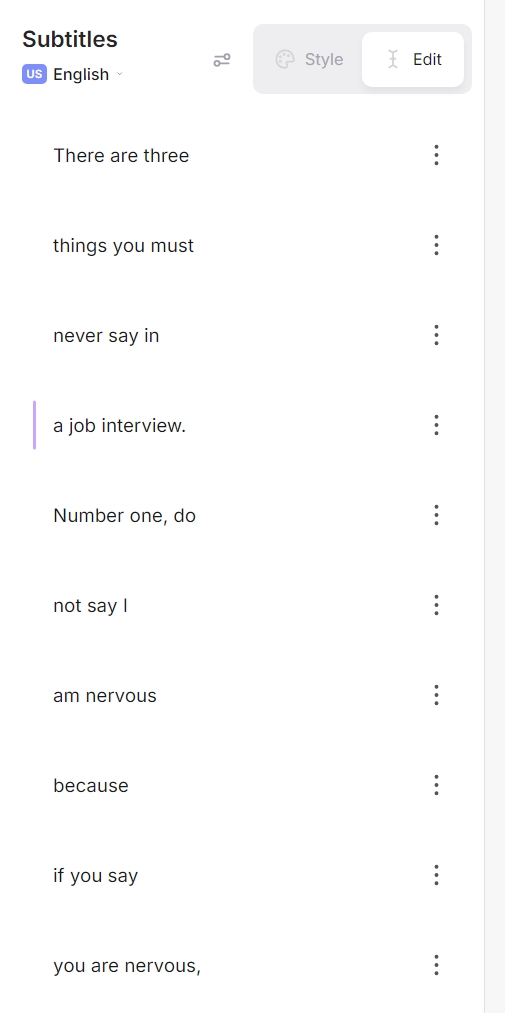 Subtitles
US English
Style
Edit
There are three
things you must
never say in
a job interview.
Number one, do
not say I
am nervous
because
if you say
you are nervous,